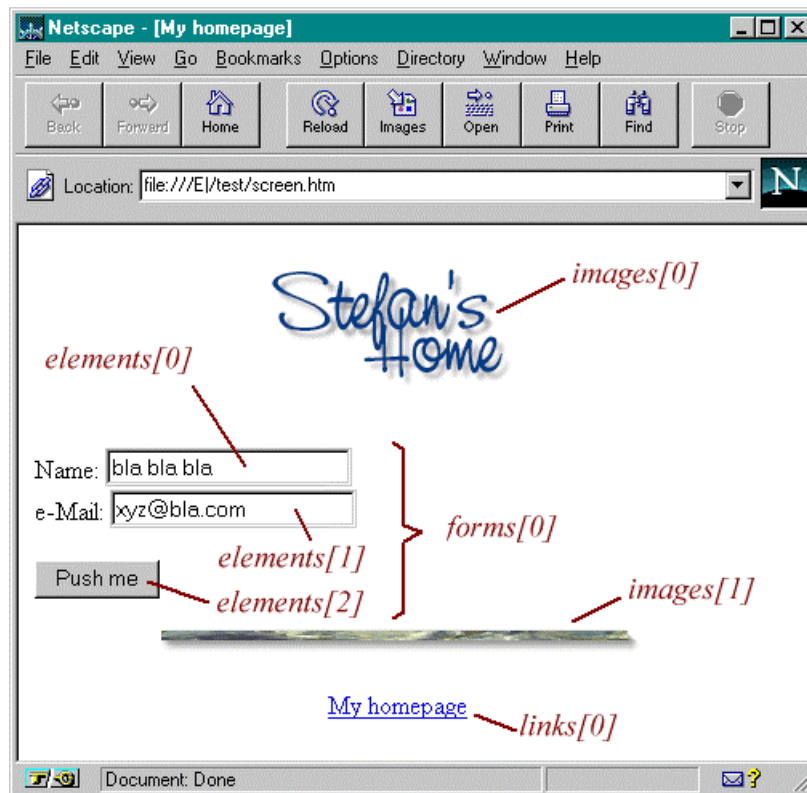 Netscape - [My homepage]
File Edit View Go Bookmarks Options Directory Window Help
Back Forward Home Reload Images Open Print Find Stop
Location: file:///E|/test/screen.htm
N
images[0]
Stefan's
Home
elements[0]
Name: bla bla bla
e-Mail: xyz@bla.com
forms[0]
elements[1]
Push me
elements[2]
images[1]
My homepage
links[0]
Document: Done
?